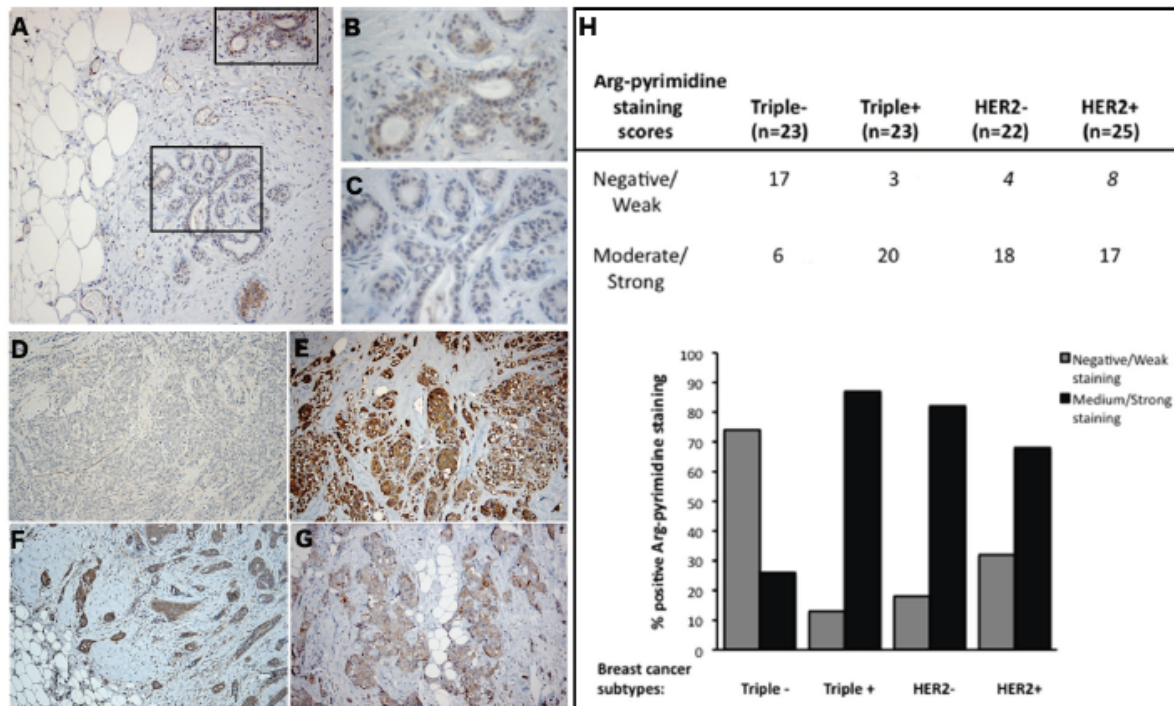 A
B
C
D
E
F
G
H
Arg-pyrimidine
staining
scores
Triple-
(n=23)
Triple+
(n=23)
HER2-
(n=22)
HER2+
(n=25)
Negative/
Weak
17
3
4
8
Moderate/
Strong
6
20
18
17
% positive Arg-pyrimidine staining
100
90
80
70
60
50
40
30
20
10
0
Negative/Weak
staining
Medium/Strong
staining
Breast cancer
subtypes:
Triple -
Triple +
HER2-
HER2+